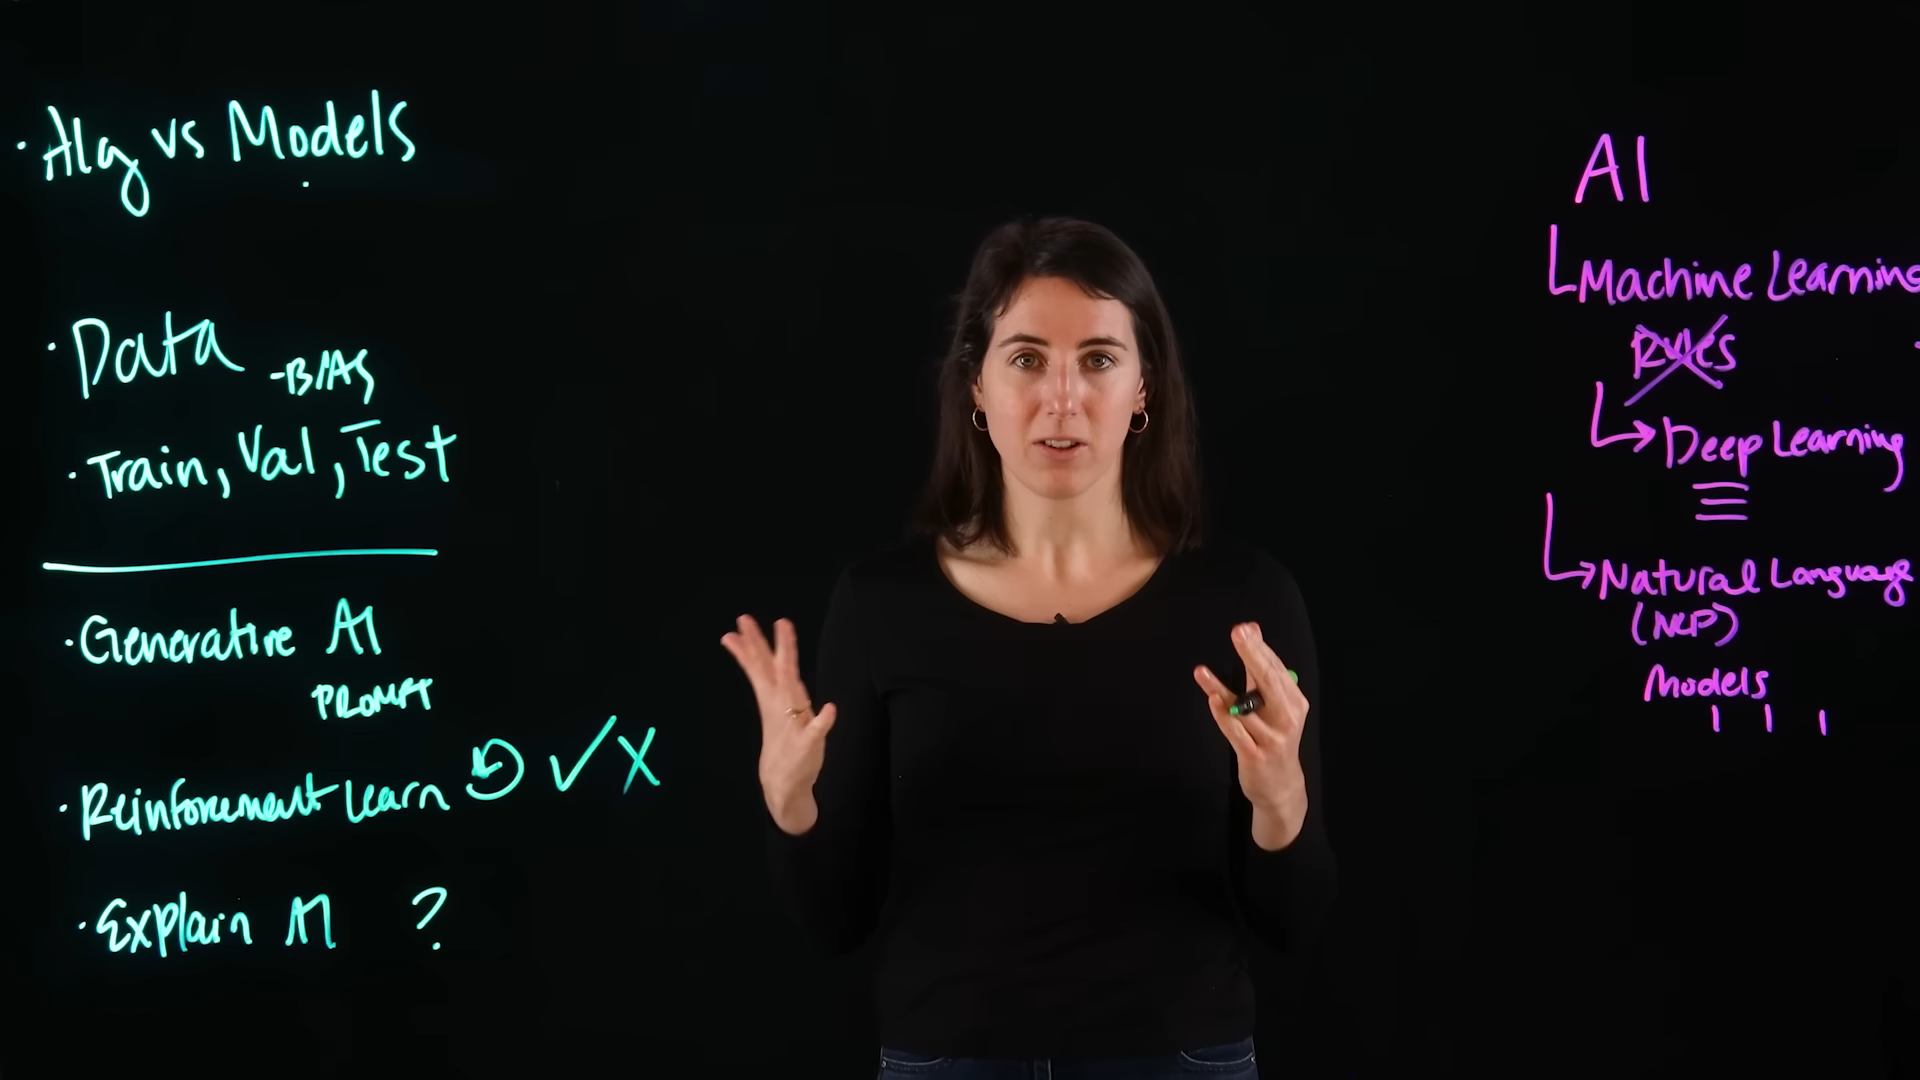 · Alg vs Models
· Data -BIAS
· Train, Val, Test
· Generative AI
PROMPT
· Reinforcement Learn ✓ X
· Explain AI ?
AI
Machine Learning
Rules
Deep Learning
Natural Language
(NLP)
Models